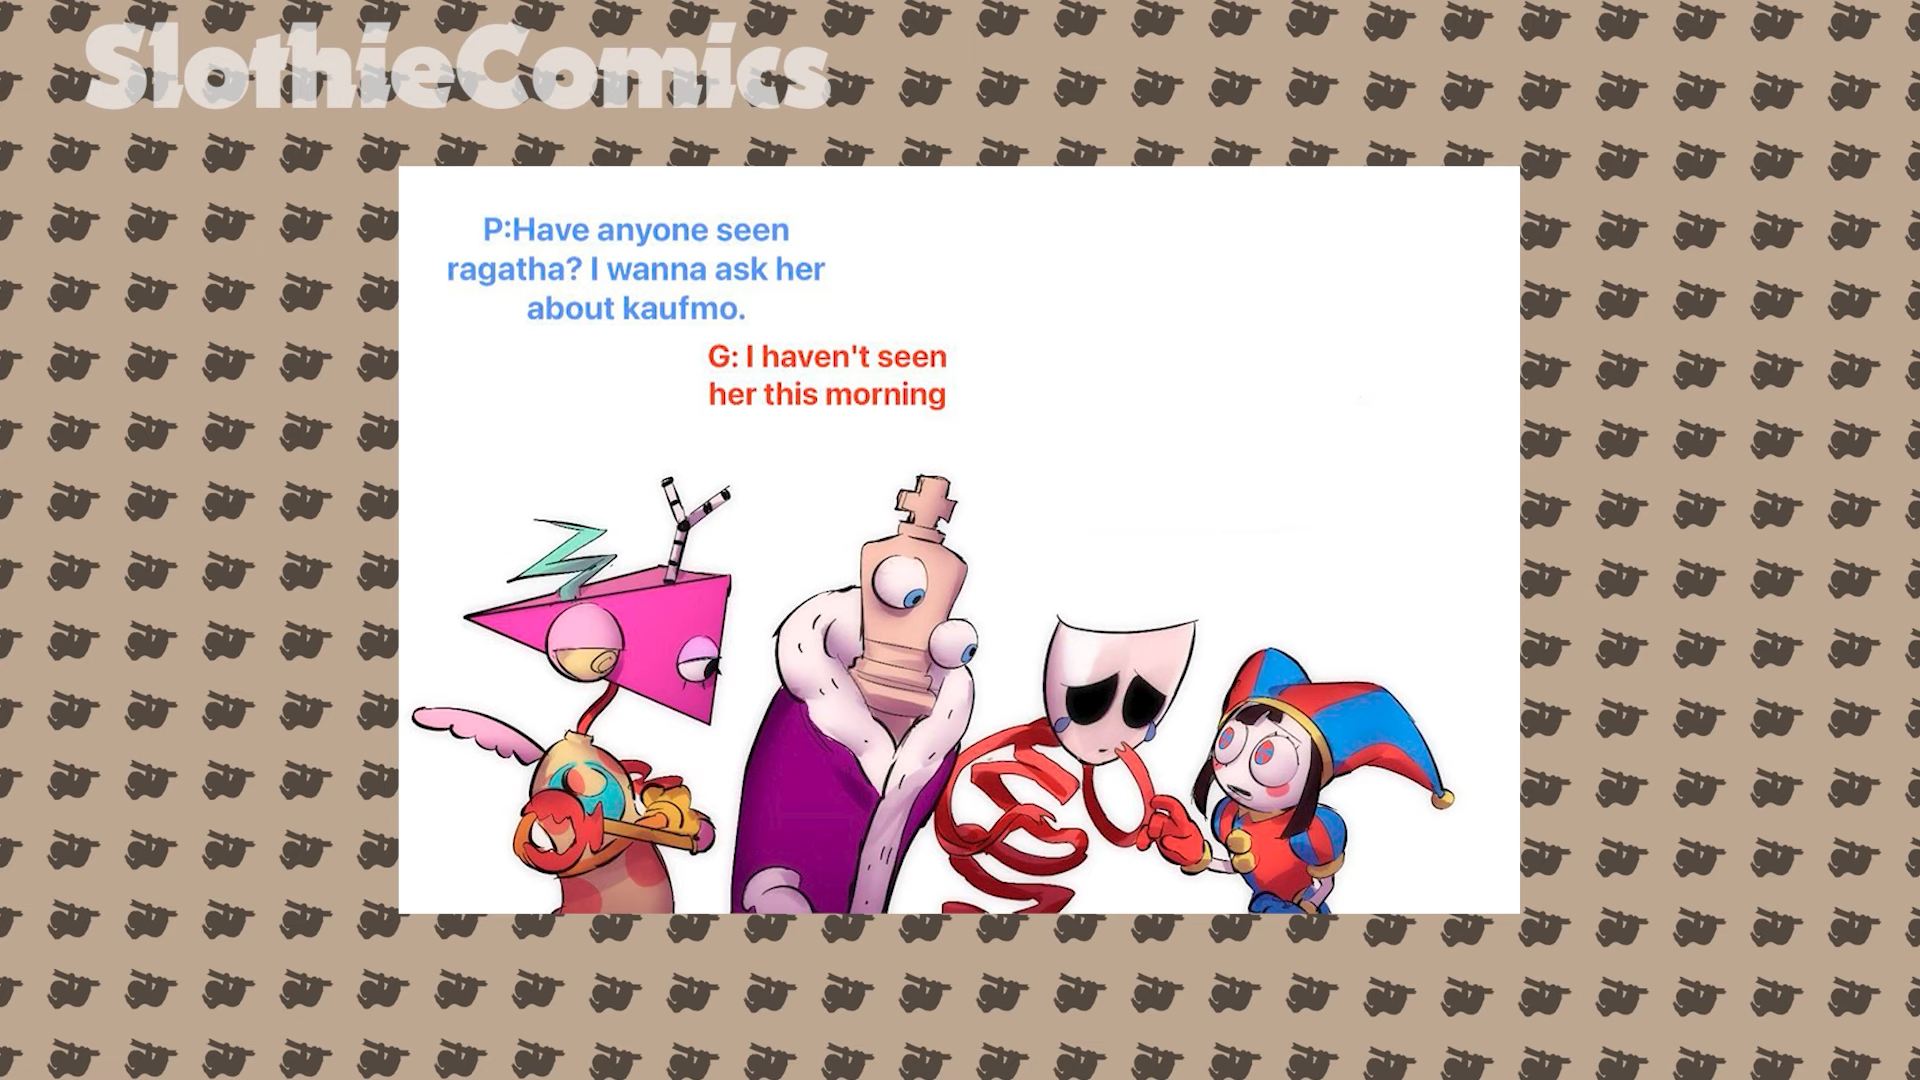 SlothieComics
P:Have anyone seen
ragatha? I wanna ask her
about kaufmo.
G: I haven't seen
her this morning